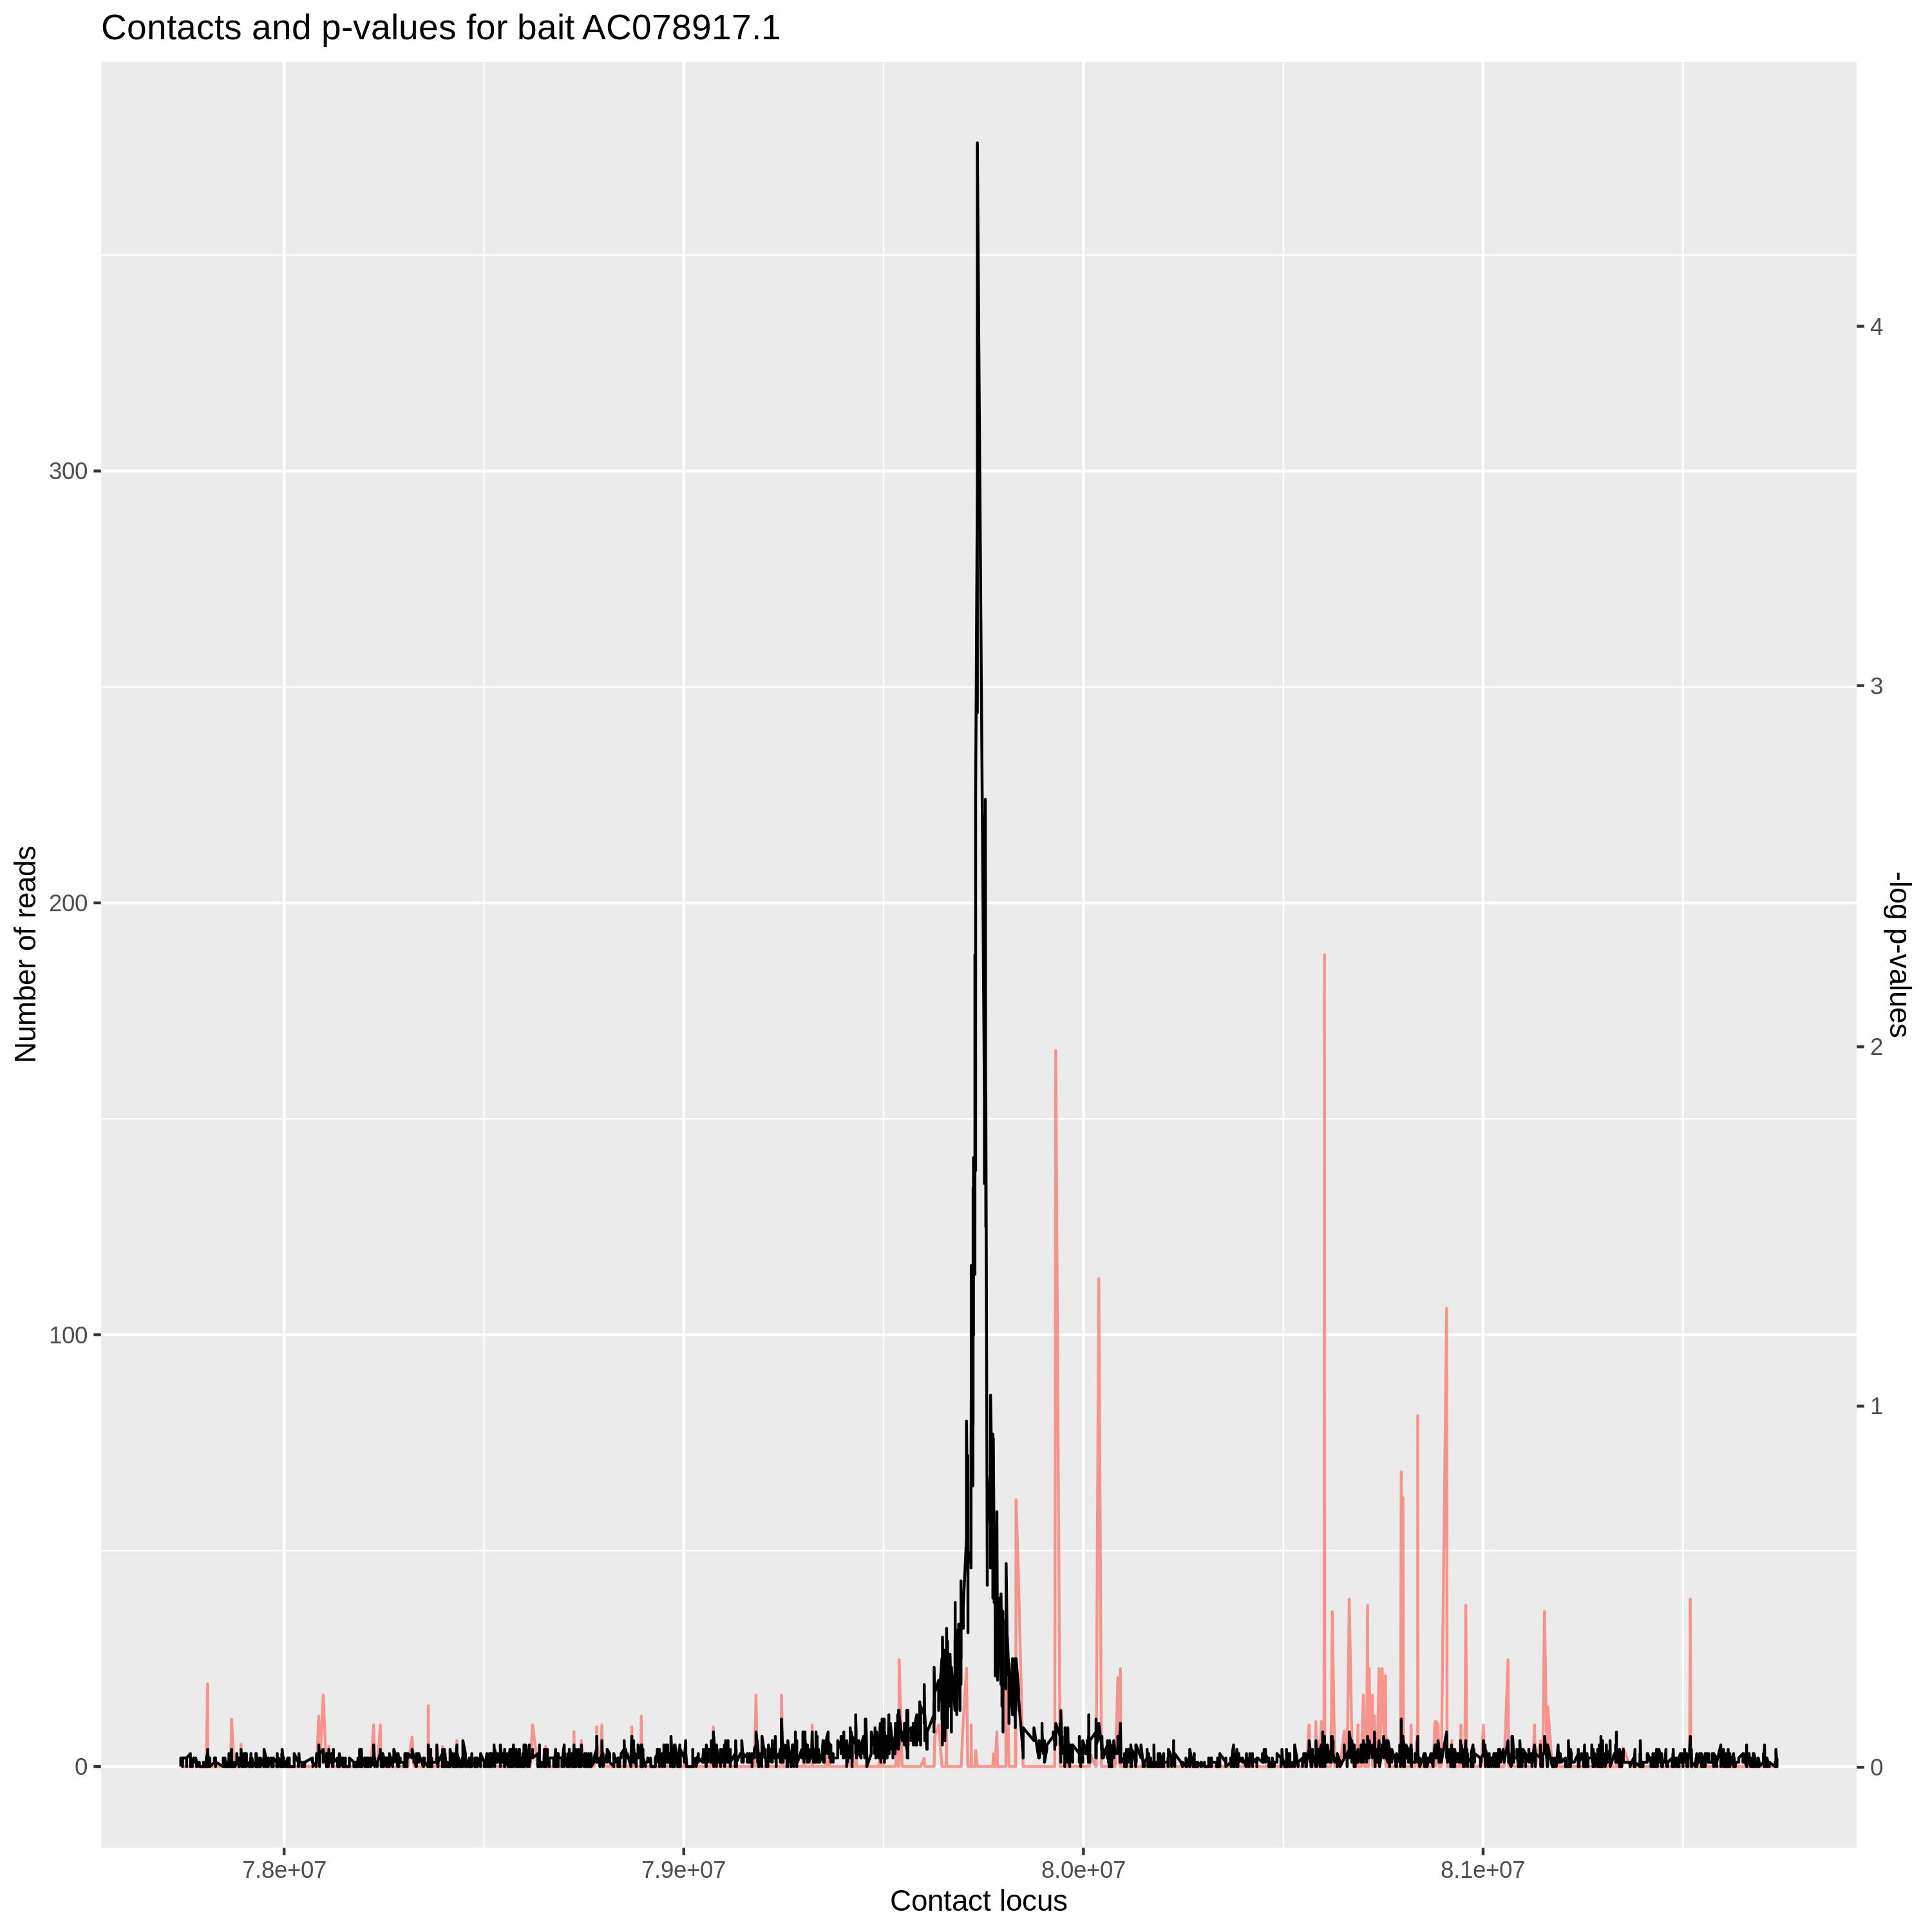 Contacts and p-values for bait AC078917.1
Number of reads
300
200
100
0
4
3
2
1
0
-log p-values
7.8e+07 7.9e+07 8.0e+07 8.1e+07
Contact locus